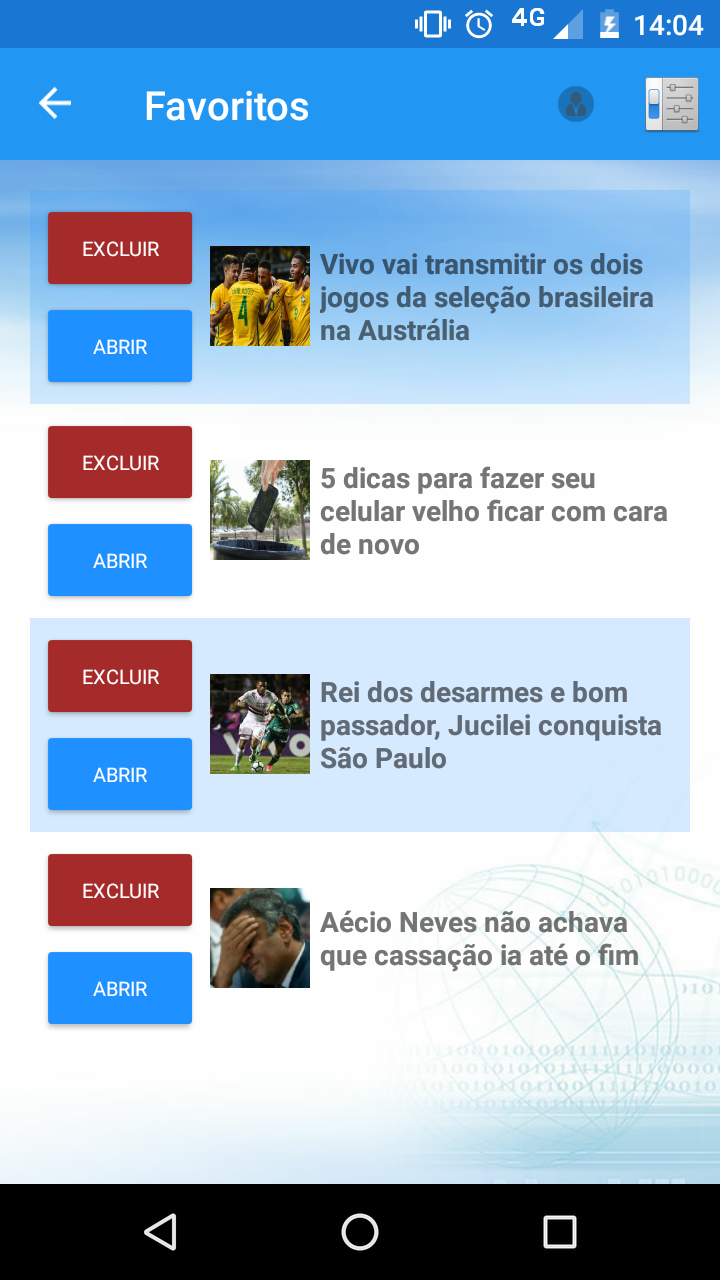 4G 14:04
Favoritos
EXCLUIR
ABRIR
Vivo vai transmitir os dois
jogos da seleção brasileira
na Austrália
EXCLUIR
ABRIR
5 dicas para fazer seu
celular velho ficar com cara
de novo
EXCLUIR
ABRIR
Rei dos desarmes e bom
passador, Jucilei conquista
São Paulo
EXCLUIR
ABRIR
Aécio Neves não achava
que cassação ia até o fim